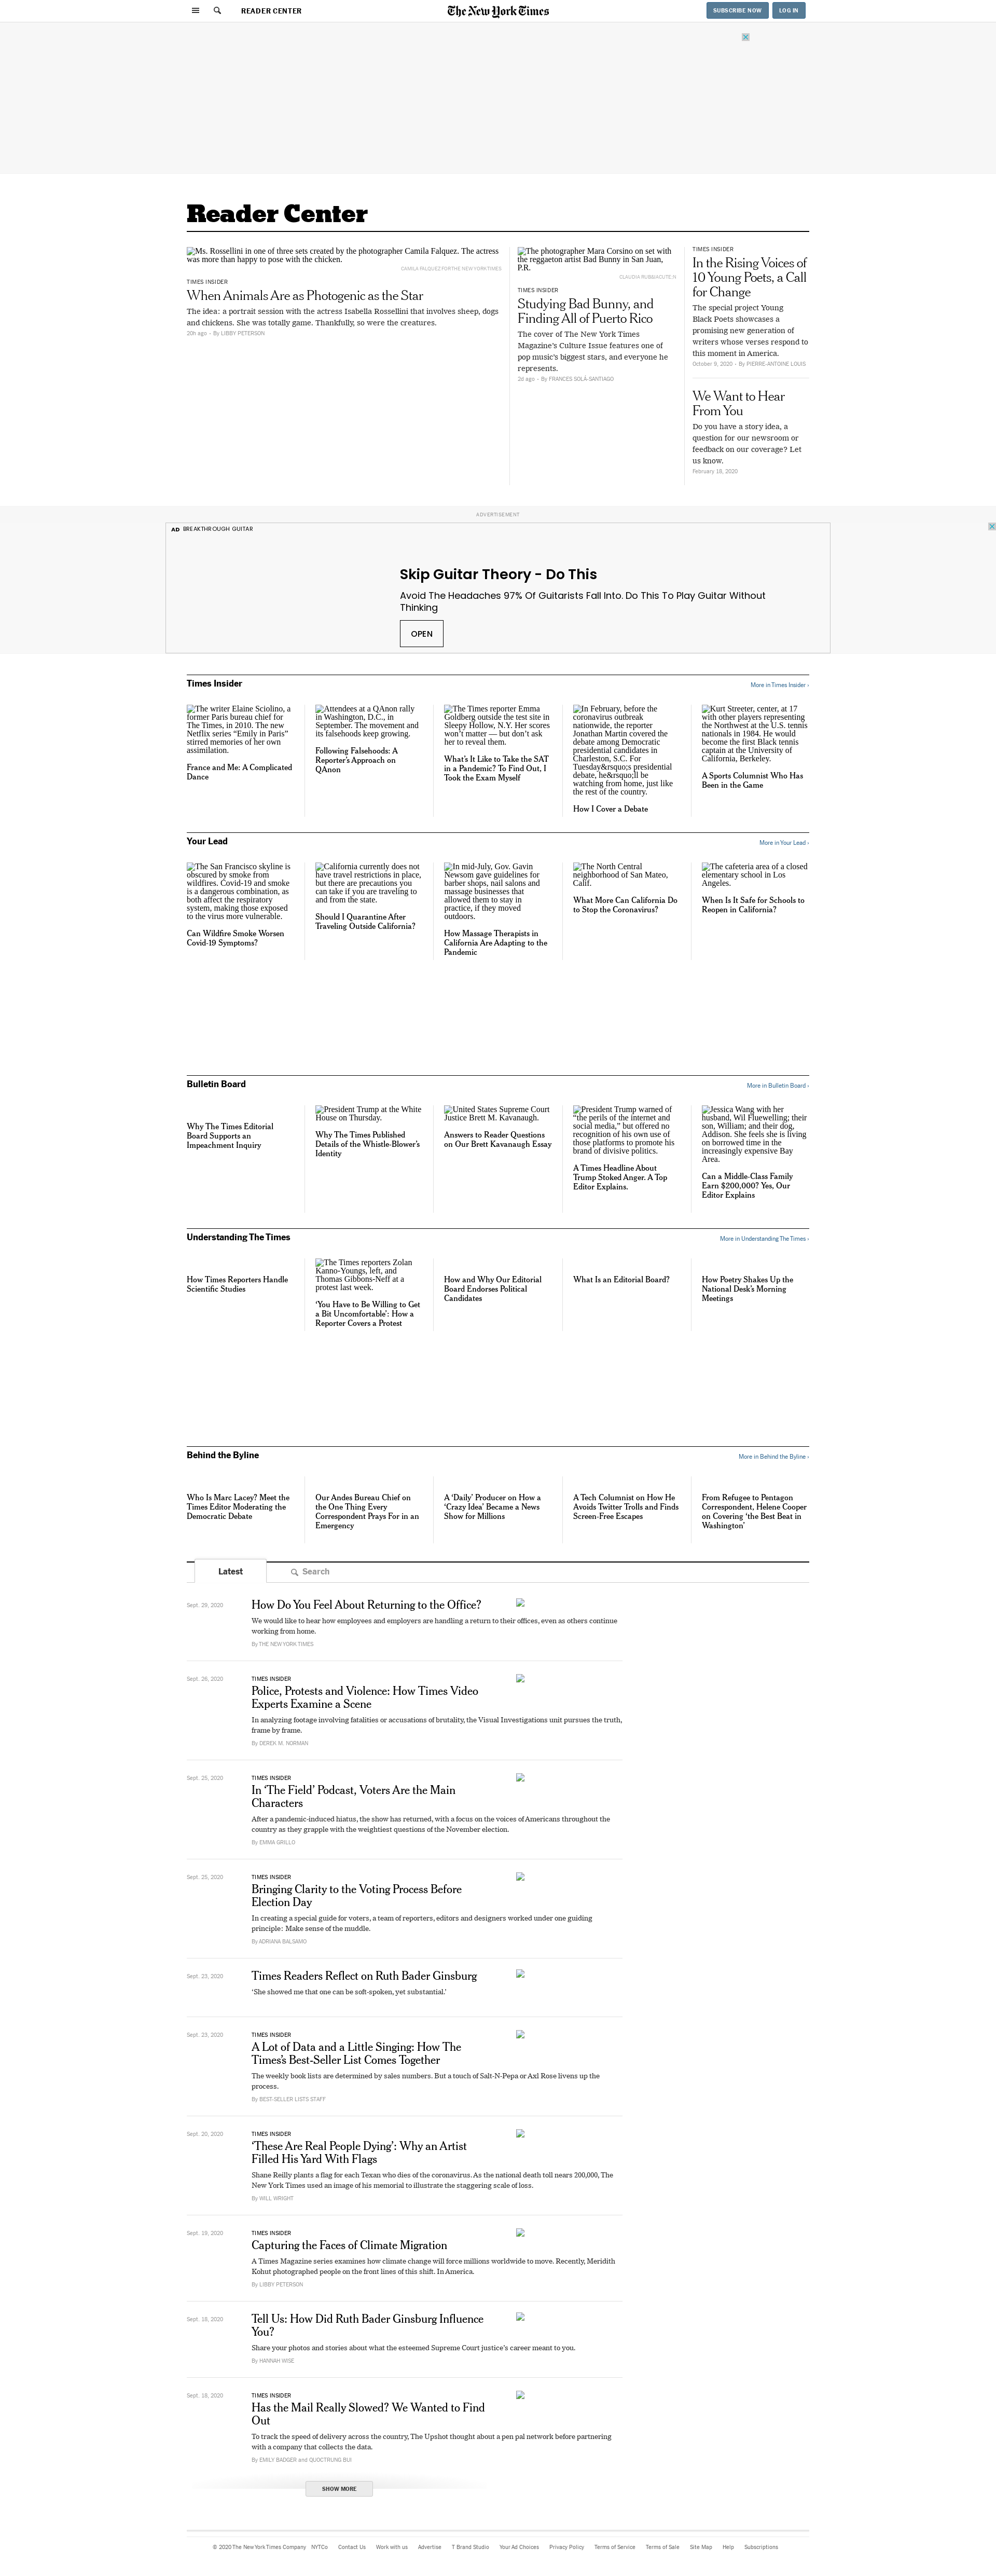 READER CENTER
The New York Times
SUBSCRIBE NOW
LOG IN
Reader Center
Ms. Rossellini in one of three sets created by the photographer Camila Falquez. The actress
was more than happy to pose with the chicken.
CAMILA FALQUEZ FOR THE NEW YORK TIMES
TIMES INSIDER
When Animals Are as Photogenic as the Star
The idea: a portrait session with the actress Isabella Rossellini that involves sheep, dogs
and chickens. She was totally game. Thankfully, so were the creatures.
20h ago - By LIBBY PETERSON
The photographer Mara Corsino on set with
the reggaeton artist Bad Bunny in San Juan,
P.R.
TIMES INSIDER
Studying Bad Bunny, and
Finding All of Puerto Rico
The cover of The New York Times
Magazine's Culture Issue features one of
pop music's biggest stars, and everyone he
represents.
2d ago - By FRANCES SOLÁ-SANTIAGO
TIMES INSIDER
In the Rising Voices of
10 Young Poets, a Call
for Change
The special project Young
Black Poets showcases a
promising new generation of
writers whose verses respond to
this moment in America.
October 9, 2020 - By PIERRE-ANTOINE LOUIS
We Want to Hear
From You
Do you have a story idea, a
question for our newsroom or
feedback on our coverage? Let
us know.
February 18, 2020
ADVERTISEMENT
AD BREAKTHROUGH GUITAR
Skip Guitar Theory - Do This
Avoid The Headaches 97% Of Guitarists Fall Into. Do This To Play Guitar Without
Thinking
OPEN
Times Insider
More in Times Insider ›
The writer Elaine Sciolino, a
former Paris bureau chief for
The Times, in 2010. The new
Netflix series “Emily in Paris”
stirred memories of her own
assimilation.
France and Me: A Complicated
Dance
Attendees at a QAnon rally
in Washington, D.C., in
September. The movement and
its falsehoods keep growing.
Following Falsehoods: A
Reporter’s Approach on
QAnon
The Times reporter Emma
Goldberg outside the test site in
Sleepy Hollow, N.Y. Her scores
won’t matter — but don’t ask
her to reveal them.
What’s It Like to Take the SAT
in a Pandemic? To Find Out, I
Took the Exam Myself
In February, before the
coronavirus outbreak
nationwide, the reporter
Jonathan Martin covered the
debate among Democratic
presidential candidates in
Charleston, S.C. For
Tuesday&rsquo;s presidential
debate, he&rsquo;ll be
watching from home, just like
the rest of the country.
How I Cover a Debate
Kurt Streeter, center, at 17
with other players representing
the Northwest at the U.S. tennis
nationals in 1984. He would
become the first Black tennis
captain at the University of
California, Berkeley.
A Sports Columnist Who Has
Been in the Game
Your Lead
More in Your Lead ›
The San Francisco skyline is
obscured by smoke from
wildfires. Covid-19 and smoke
is a dangerous combination, as
both affect the respiratory
system, making those exposed
to the virus more vulnerable.
Can Wildfire Smoke Worsen
Covid-19 Symptoms?
California currently does not
have travel restrictions in place,
but there are precautions you
can take if you are traveling to
and from the state.
Should I Quarantine After
Traveling Outside California?
In mid-July, Gov. Gavin
Newsom gave guidelines for
barber shops, nail salons and
massage businesses that
allowed them to stay in
practice, if they moved
outdoors.
How Massage Therapists in
California Are Adapting to the
Pandemic
The North Central
neighborhood of San Mateo,
Calif.
What More Can California Do
to Stop the Coronavirus?
The cafeteria area of a closed
elementary school in Los
Angeles.
When Is It Safe for Schools to
Reopen in California?
Bulletin Board
More in Bulletin Board ›
Why The Times Editorial
Board Supports an
Impeachment Inquiry
President Trump at the White
House on Thursday.
Why The Times Published
Details of the Whistle-Blower’s
Identity
United States Supreme Court
Justice Brett M. Kavanaugh.
Answers to Reader Questions
on Our Brett Kavanaugh Essay
President Trump warned of
“the perils of the internet and
social media,” but offered no
recognition of his own use of
those platforms to promote his
brand of divisive politics.
A Times Headline About
Trump Stoked Anger. A Top
Editor Explains.
Jessica Wang with her
husband, Wil Fluewelling; their
son, William; and their dog,
Addison. She feels she is living
on borrowed time in the
increasingly expensive Bay
Area.
Can a Middle-Class Family
Earn $200,000? Yes, Our
Editor Explains
Understanding The Times
More in Understanding The Times ›
How Times Reporters Handle
Scientific Studies
The Times reporters Zolan
Kanno-Youngs, left, and
Thomas Gibbons-Neff at a
protest last week.
‘You Have to Be Willing to Get
a Bit Uncomfortable’: How a
Reporter Covers a Protest
How and Why Our Editorial
Board Endorses Political
Candidates
What Is an Editorial Board?
How Poetry Shakes Up the
National Desk’s Morning
Meetings
Behind the Byline
More in Behind the Byline ›
Who Is Marc Lacey? Meet the
Times Editor Moderating the
Democratic Debate
Our Andes Bureau Chief on
the One Thing Every
Correspondent Prays For in an
Emergency
A ‘Daily’ Producer on How a
‘Crazy Idea’ Became a News
Show for Millions
A Tech Columnist on How He
Avoids Twitter Trolls and Finds
Screen-Free Escapes
From Refugee to Pentagon
Correspondent, Helene Cooper
on Covering ‘the best Beat in
Washington’
Latest
Search
Sept. 29, 2020
How Do You Feel About Returning to the Office?
We would like to hear how employees and employers are handling a return to their offices, even as others continue
working from home.
By THE NEW YORK TIMES
Sept. 26, 2020
TIMES INSIDER
Police, Protests and Violence: How Times Video
Experts Examine a Scene
In analyzing footage involving fatalities or accusations of brutality, the Visual Investigations unit pursues the truth,
frame by frame.
By DEREK M. NORMAN
Sept. 25, 2020
TIMES INSIDER
In ‘The Field’ Podcast, Voters Are the Main
Characters
After a pandemic-induced hiatus, the show has returned, with a focus on the voices of Americans throughout the
country as they grapple with the weightiest questions of the November election.
By EMMA GRILLO
Sept. 25, 2020
TIMES INSIDER
Bringing Clarity to the Voting Process Before
Election Day
In creating a special guide for voters, a team of reporters, editors and designers worked under one guiding
principle: Make sense of the muddle.
By ADRIANA BALSAMO
Sept. 23, 2020
Times Readers Reflect on Ruth Bader Ginsburg
‘She showed me that one can be soft-spoken, yet substantial.’
Sept. 23, 2020
TIMES INSIDER
A Lot of Data and a Little Singing: How The
Times’s Best-Seller List Comes Together
The weekly book lists are determined by sales numbers. But a touch of Salt-N-Pepa or Axl Rose livens up the
process.
By BEST-SELLER LISTS STAFF
Sept. 20, 2020
TIMES INSIDER
‘These Are Real People Dying’: Why an Artist
Filled His Yard With Flags
Shane Reilly plants a flag for each Texan who dies of the coronavirus. As the national death toll nears 200,000, The
New York Times used an image of his memorial to illustrate the staggering scale of loss.
By WILL WRIGHT
Sept. 19, 2020
TIMES INSIDER
Capturing the Faces of Climate Migration
A Times Magazine series examines how climate change will force millions worldwide to move. Recently, Meridith
Kohut photographed people on the front lines of this shift. In America.
By LIBBY PETERSON
Sept. 18, 2020
Tell Us: How Did Ruth Bader Ginsburg Influence
You?
Share your photos and stories about what the esteemed Supreme Court justice’s career meant to you.
By HANNAH WISE
Sept. 18, 2020
TIMES INSIDER
Has the Mail Really Slowed? We Wanted to Find
Out
To track the speed of delivery across the country, The Upshot thought about a pen pal network before partnering
with a company that collects the data.
By EMILY BADGER and QUOCTRUNG BUI
SHOW MORE
© 2020 The New York Times Company NYTCo Contact Us Work with us Advertise T Brand Studio Your Ad Choices Privacy Policy Terms of Service Terms of Sale Site Map Help Subscriptions